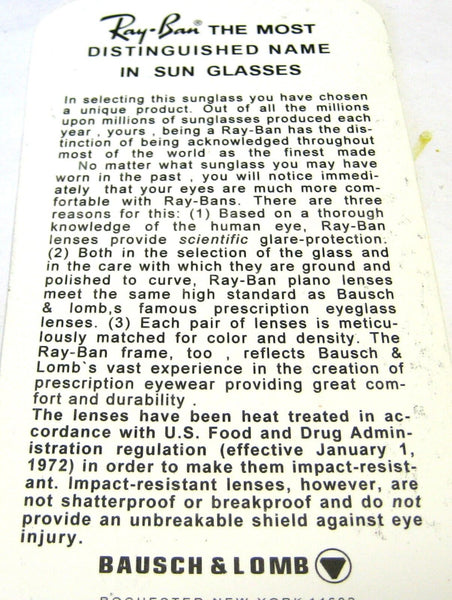 Ray-Ban® THE MOST
DISTINGUISHED NAME
IN SUN GLASSES
In selecting this sunglass you have chosen
a unique product. Out of all the millions
upon millions of sunglasses produced each
year , yours , being a Ray-Ban has the dis-
tinction of being acknowledged throughout
most of the world as the finest made
No matter what sunglass you may have
worn in the past , you will notice immedi-
ately that your eyes are much more com-
fortable with Ray-Bans. There are three
reasons for this: (1) Based on a thorough
knowledge of the human eye, Ray-Ban
lenses provide scientific glare-protection.
(2) Both in the selection of the glass and
in the care with which they are ground and
polished to curve, Ray-Ban plano lenses
meet the same high standard as Bausch
& lomb,s famous prescription eyeglass
lenses. (3) Each pair of lenses is meticu-
lously matched for color and density. The
Ray-Ban frame, too , reflects Bausch &
Lomb`s vast experience in the creation of
prescription eyewear providing great com-
fort and durability .
The lenses have been heat treated in ac-
cordance with U.S. Food and Drug Admin-
istration regulation (effective January 1,
1972) in order to make them impact-resist-
ant. Impact-resistant lenses, however, are
not shatterproof or breakproof and do not
provide an unbreakable shield against eye
injury.
BAUSCH & LOMB
ROCHESTER NEW YORK